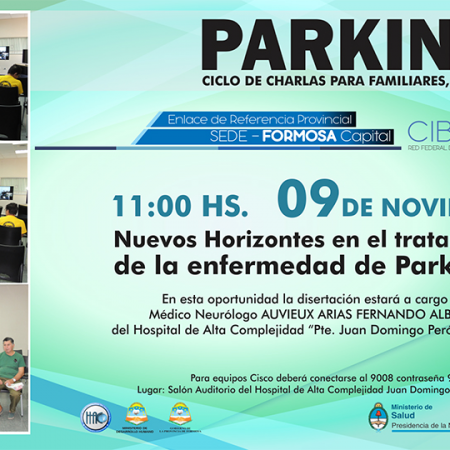 PARKIN
CICLO DE CHARLAS PARA FAMILIARES,
Enlace de Referencia Provincial
SEDE - FORMOSA Capital
CIB
RED FEDERAL D
11:00 HS. 09 DE NOVIE
Nuevos Horizontes en el trata
de la enfermedad de Park
En esta oportunidad la disertación estará a cargo
Médico Neurólogo AUVIEUX ARIAS FERNANDO ALB
del Hospital de Alta Complejidad "Pte. Juan Domingo Peró
Para equipos Cisco deberá conectarse al 9008 contraseña 9
Lugar: Salón Auditorio del Hospital de Alta Complejidad Juan Domingo
HAC
Ministerio de
Salud
Presidencia de la N